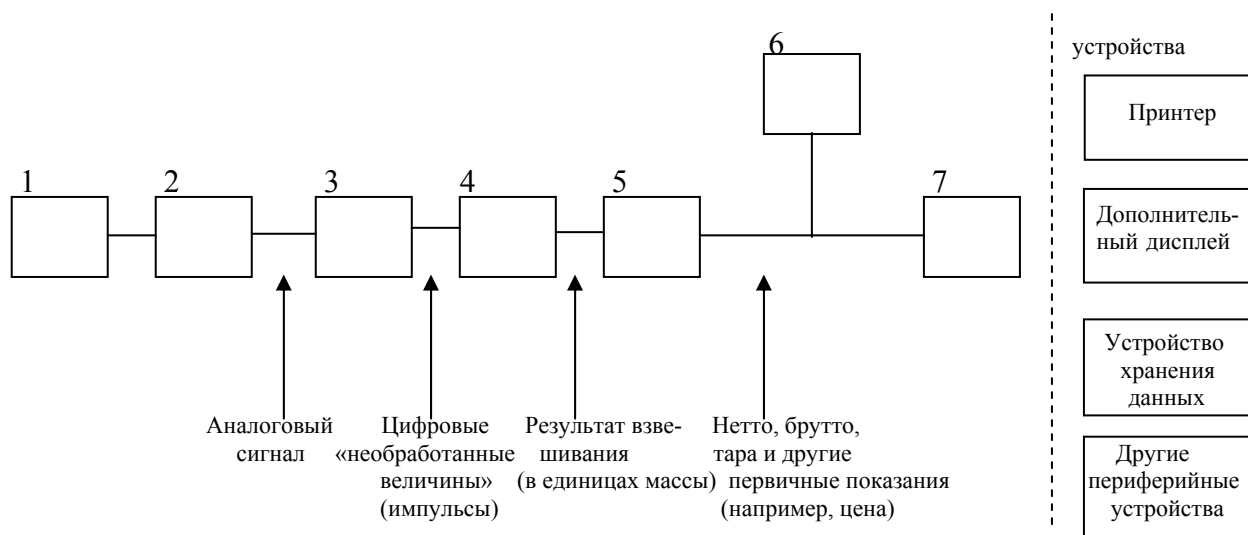 6
устройства
Принтер
1
2
3
4
5
7
Дополнитель-
ный дисплей
Устройство
хранения
данных
Аналоговый
сигнал
Цифровые
«необработанные
величины»
(импульсы)
Результат взве-
шивания
(в единицах массы)
Нетто, брутто,
тара и другие
первичные показания
(например, цена)
Другие
периферийные
устройства